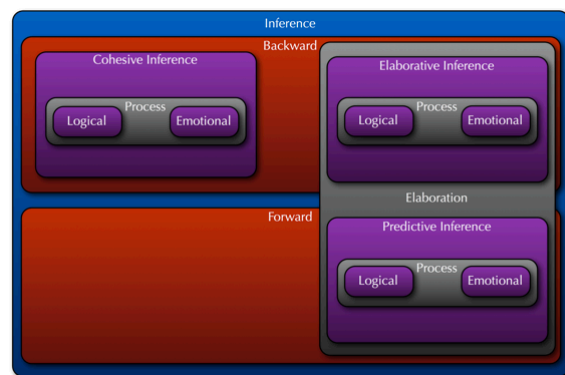 Inference
Backward
Cohesive Inference
Process
Logical
Emotional
Elaborative Inference
Process
Logical
Emotional
Elaboration
Forward
Predictive Inference
Process
Logical
Emotional